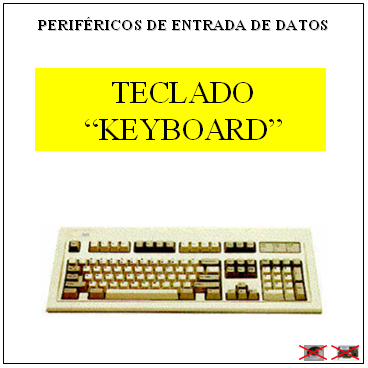 PERIFÉRICOS DE ENTRADA DE DATOS
TECLADO
“KEYBOARD”